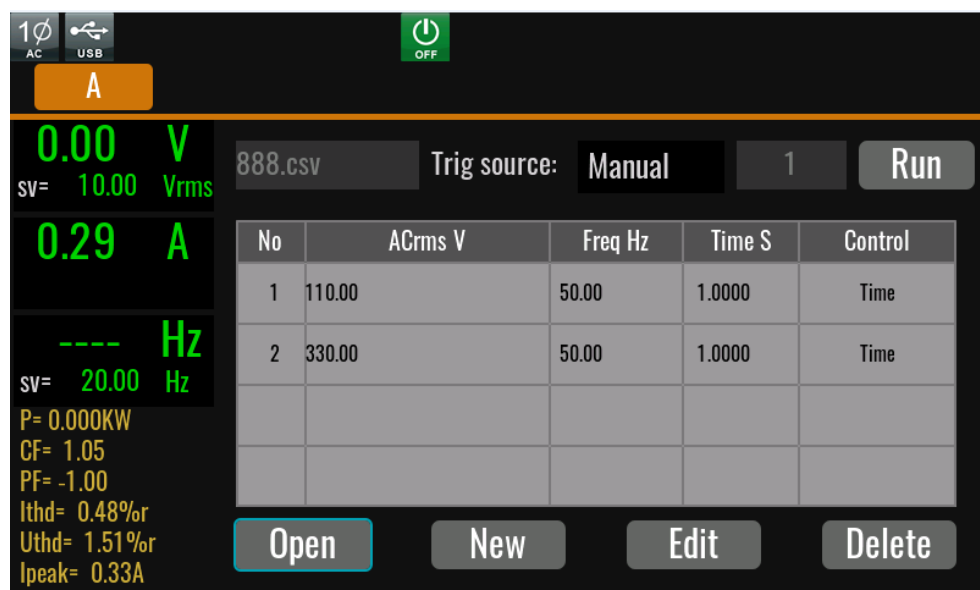 1Ø AC USB OFF
A
0.00 V
sv= 10.00 Vrms
0.29 A
---- Hz
sv= 20.00 Hz
P= 0.000KW
CF= 1.05
PF= -1.00
Ithd= 0.48%r
Uthd= 1.51%r
Ipeak= 0.33A
888.csv Trig source: Manual 1 Run
No ACrms V Freq Hz Time S Control
1 110.00 50.00 1.0000 Time
2 330.00 50.00 1.0000 Time
Open New Edit Delete